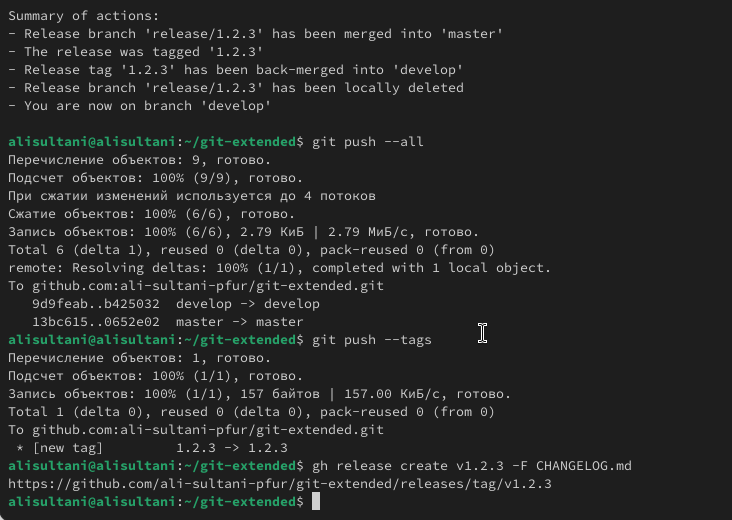 Summary of actions:
- Release branch 'release/1.2.3' has been merged into 'master'
- The release was tagged '1.2.3'
- Release tag '1.2.3' has been back-merged into 'develop'
- Release branch 'release/1.2.3' has been locally deleted
- You are now on branch 'develop'
alisultani@alisultani:~/git-extended$ git push --all
Перечисление объектов: 9, готово.
Подсчет объектов: 100% (9/9), готово.
При сжатии изменений используется до 4 потоков
Сжатие объектов: 100% (6/6), готово.
Запись объектов: 100% (6/6), 2.79 КиБ | 2.79 МиБ/с, готово.
Total 6 (delta 1), reused 0 (delta 0), pack-reused 0 (from 0)
remote: Resolving deltas: 100% (1/1), completed with 1 local object.
To github.com:ali-sultani-pfur/git-extended.git
   9d9feab..b425032  develop -> develop
   13bc615..0652e02  master -> master
alisultani@alisultani:~/git-extended$ git push --tags
Перечисление объектов: 1, готово.
Подсчет объектов: 100% (1/1), готово.
Запись объектов: 100% (1/1), 157 байтов | 157.00 КиБ/с, готово.
Total 1 (delta 0), reused 0 (delta 0), pack-reused 0 (from 0)
To github.com:ali-sultani-pfur/git-extended.git
 * [new tag]         1.2.3 -> 1.2.3
alisultani@alisultani:~/git-extended$ gh release create v1.2.3 -F CHANGELOG.md
https://github.com/ali-sultani-pfur/git-extended/releases/tag/v1.2.3
alisultani@alisultani:~/git-extended$